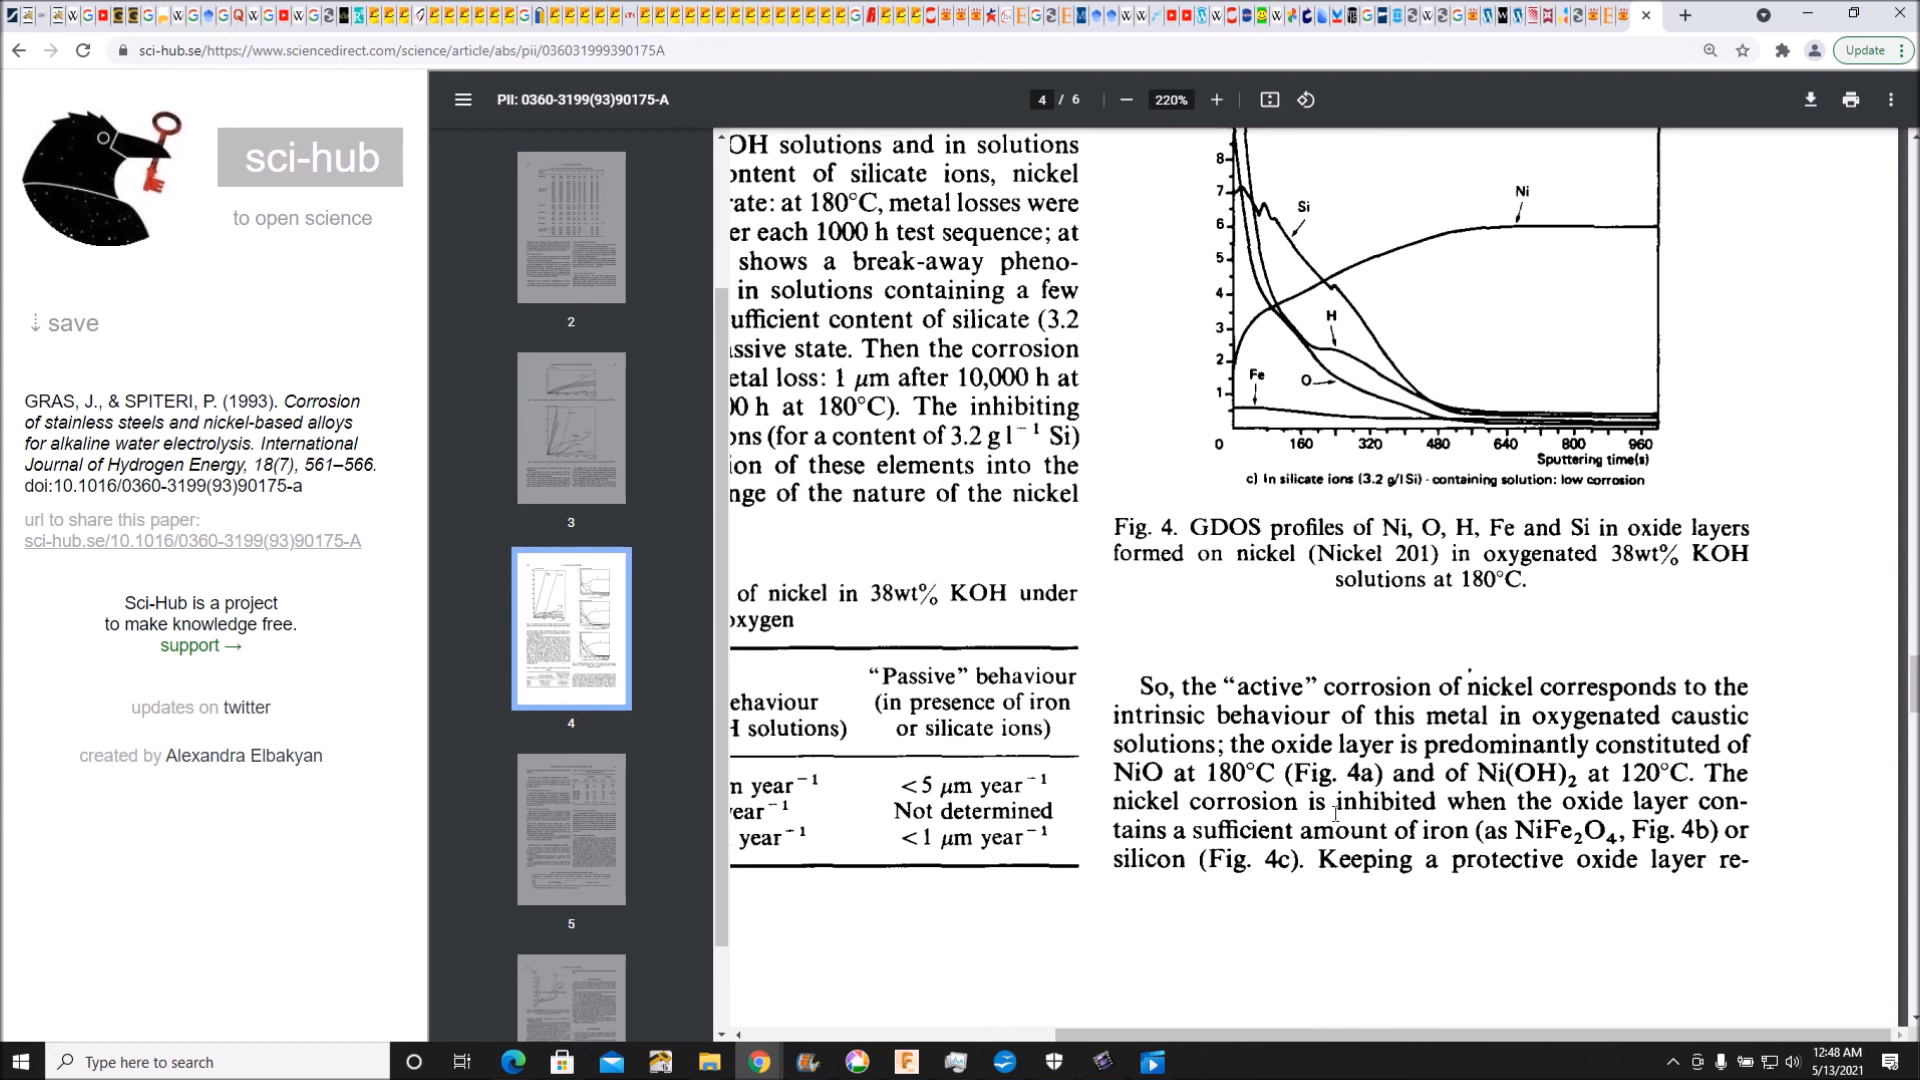 sci-hub.se/https://www.sciencedirect.com/science/article/abs/pii/036031999390175A
Update
sci-hub
to open science
⇣ save
GRAS, J., & SPITERI, P. (1993). Corrosion
of stainless steels and nickel-based alloys
for alkaline water electrolysis. International
Journal of Hydrogen Energy, 18(7), 561–566.
doi:10.1016/0360-3199(93)90175-a
url to share this paper:
sci-hub.se/10.1016/0360-3199(93)90175-A
Sci-Hub is a project
to make knowledge free.
support →
updates on twitter
created by Alexandra Elbakyan
PII: 0360-3199(93)90175-A
4 / 6
220%
2
3
4
5
OH solutions and in solutions
ontent of silicate ions, nickel
rate: at 180°C, metal losses were
er each 1000 h test sequence; at
shows a break-away pheno-
in solutions containing a few
ufficient content of silicate (3.2
assive state. Then the corrosion
etal loss: 1 μm after 10,000 h at
00 h at 180°C). The inhibiting
ons (for a content of 3.2 g l⁻¹ Si)
ion of these elements into the
nge of the nature of the nickel
of nickel in 38wt% KOH under
oxygen
ehaviour
H solutions)
“Passive” behaviour
(in presence of iron
or silicate ions)
m year⁻¹
<5 μm year⁻¹
year⁻¹
Not determined
year⁻¹
<1 μm year⁻¹
8
7
6
5
4
3
2
1
Si
Ni
H
Fe
O
0 160 320 480 640 800 960
Sputtering time(s)
c) In silicate ions (3.2 g/l Si) - containing solution: low corrosion
Fig. 4. GDOS profiles of Ni, O, H, Fe and Si in oxide layers
formed on nickel (Nickel 201) in oxygenated 38wt% KOH
solutions at 180°C.
So, the “active” corrosion of nickel corresponds to the
intrinsic behaviour of this metal in oxygenated caustic
solutions; the oxide layer is predominantly constituted of
NiO at 180°C (Fig. 4a) and of Ni(OH)₂ at 120°C. The
nickel corrosion is inhibited when the oxide layer con-
tains a sufficient amount of iron (as NiFe₂O₄, Fig. 4b) or
silicon (Fig. 4c). Keeping a protective oxide layer re-
Type here to search
12:48 AM
5/13/2021